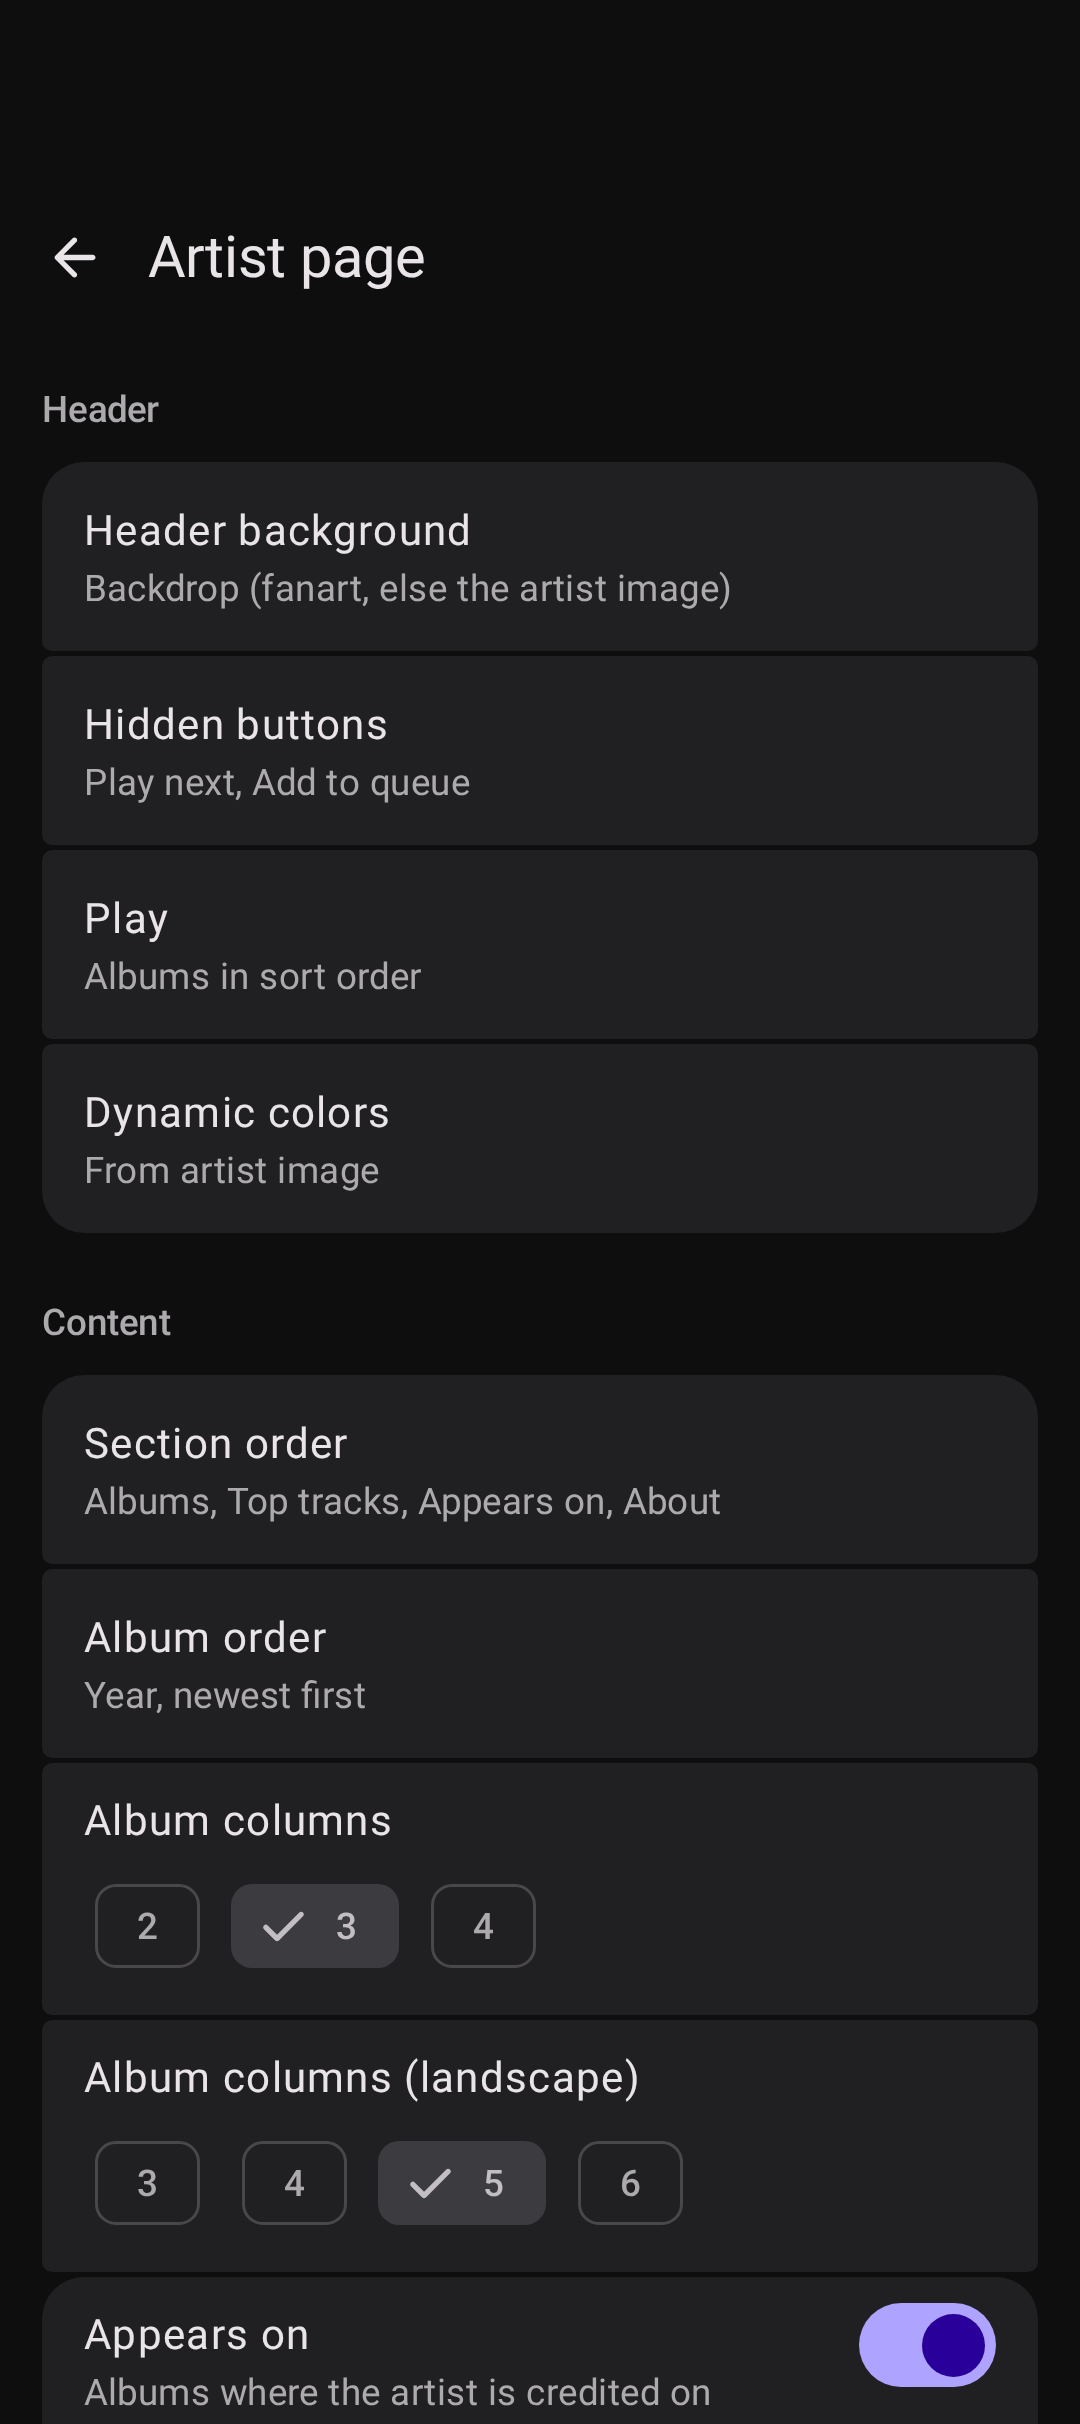 Artist page
Header
Header background
Backdrop (fanart, else the artist image)
Hidden buttons
Play next, Add to queue
Play
Albums in sort order
Dynamic colors
From artist image
Content
Section order
Albums, Top tracks, Appears on, About
Album order
Year, newest first
Album columns
2 3 4
Album columns (landscape)
3 4 5 6
Appears on
Albums where the artist is credited on